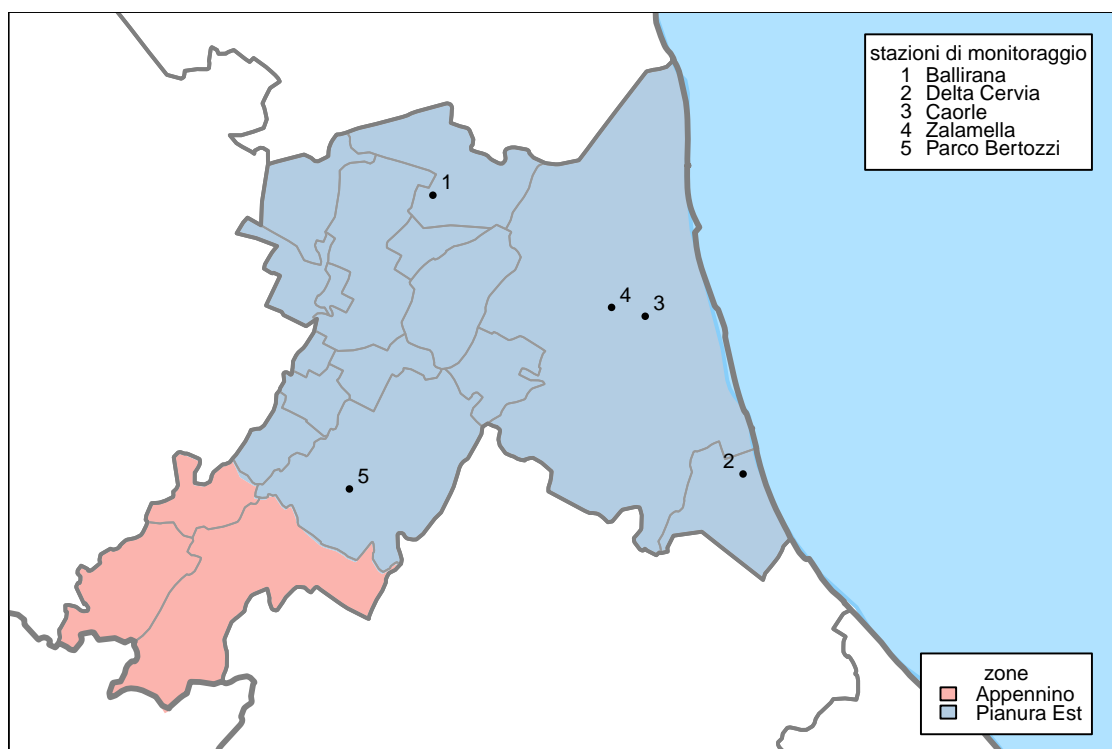 stazioni di monitoraggio
1 Ballirana
2 Delta Cervia
3 Caorle
4 Zalamella
5 Parco Bertozzi
1
4
3
2
5
zone
Appennino
Pianura Est